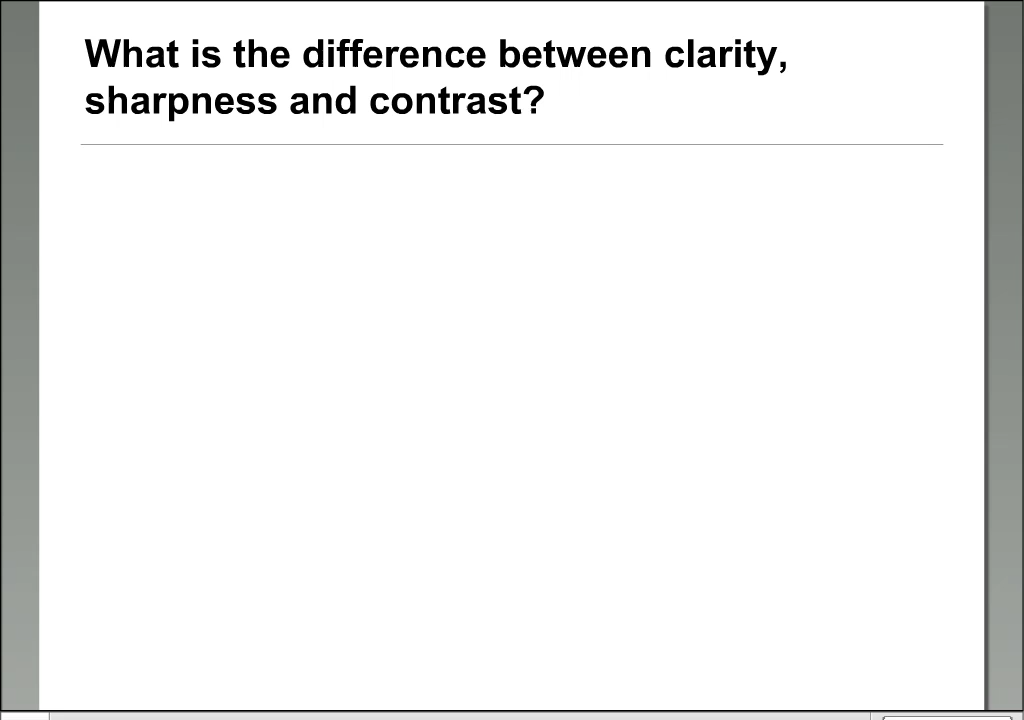 What is the difference between clarity,
sharpness and contrast?